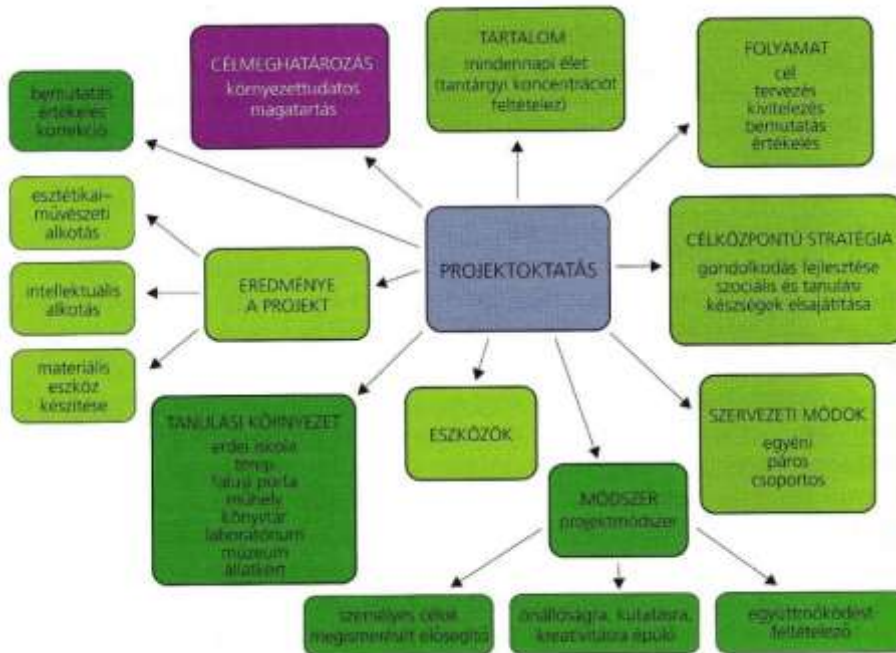 CÉLMEGHATÁROZÁS
környezettudatos
magatartás
TARTALOM
mindennapi élet
(tantárgyi koncentrációt
feltételez)
FOLYAMAT
cél
tervezés
kivitelezés
bemutatás
értékelés
bemutatás
értékelés
korrekció
esztétikai–
művészeti
alkotás
intellektuális
alkotás
materiális
eszköz
készítése
EREDMÉNYE
A PROJEKT
PROJEKTOKTATÁS
CÉLKÖZPONTÚ STRATÉGIA
gondolkodás fejlesztése
szociális és tanulási
készségek elsajátítása
TANULÁSI KÖRNYEZET
erdei iskola
terep
falusi porta
műhely
könyvtár
laboratórium
múzeum
állatkert
ESZKÖZÖK
SZERVEZETI MÓDOK
egyéni
páros
csoportos
MÓDSZER
projektmódszer
személyes célok
megismerését elősegítő
önállóságra, kutatásra,
kreativitásra épülő
együttműködést
feltételező